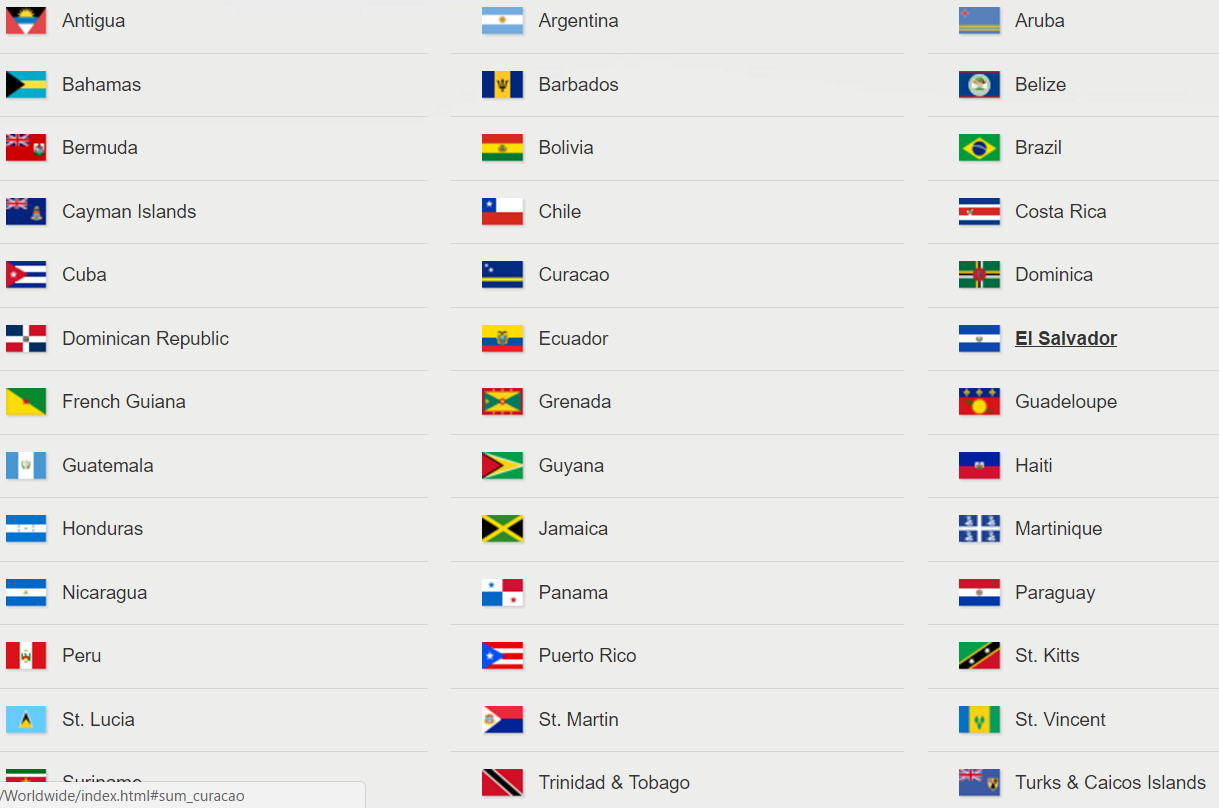 Antigua
Argentina
Aruba
Bahamas
Barbados
Belize
Bermuda
Bolivia
Brazil
Cayman Islands
Chile
Costa Rica
Cuba
Curacao
Dominica
Dominican Republic
Ecuador
El Salvador
French Guiana
Grenada
Guadeloupe
Guatemala
Guyana
Haiti
Honduras
Jamaica
Martinique
Nicaragua
Panama
Paraguay
Peru
Puerto Rico
St. Kitts
St. Lucia
St. Martin
St. Vincent
Suriname
Trinidad & Tobago
Turks & Caicos Islands
/Worldwide/index.html#sum_curacao